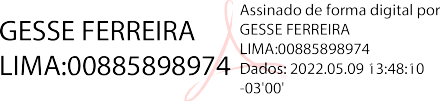 GESSE FERREIRA
LIMA:00885898974
Assinado de forma digital por
GESSE FERREIRA
LIMA:00885898974
Dados: 2022.05.09 13:48:10
-03'00'